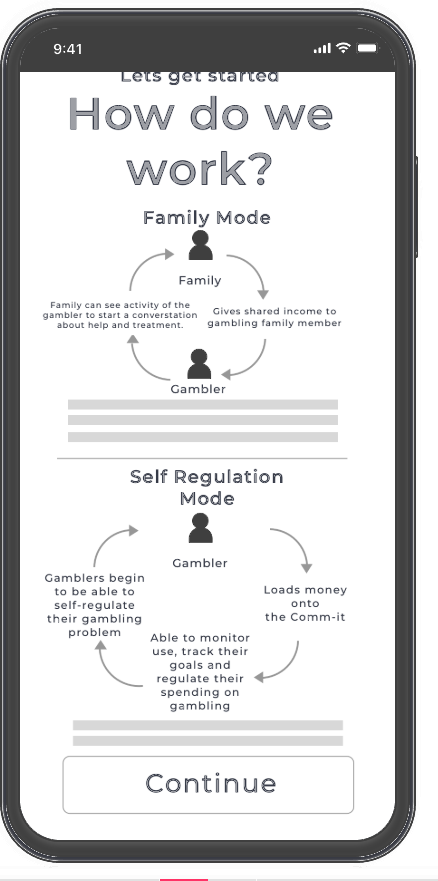 9:41
Lets get started
How do we
work?
Family Mode
Family
Family can see activity of the
gambler to start a converstation
about help and treatment.
Gives shared income to
gambling family member
Gambler
Self Regulation
Mode
Gambler
Gamblers begin
to be able to
self-regulate
their gambling
problem
Loads money
onto
the Comm-it
Able to monitor
use, track their
goals and
regulate their
spending on
gambling
Continue